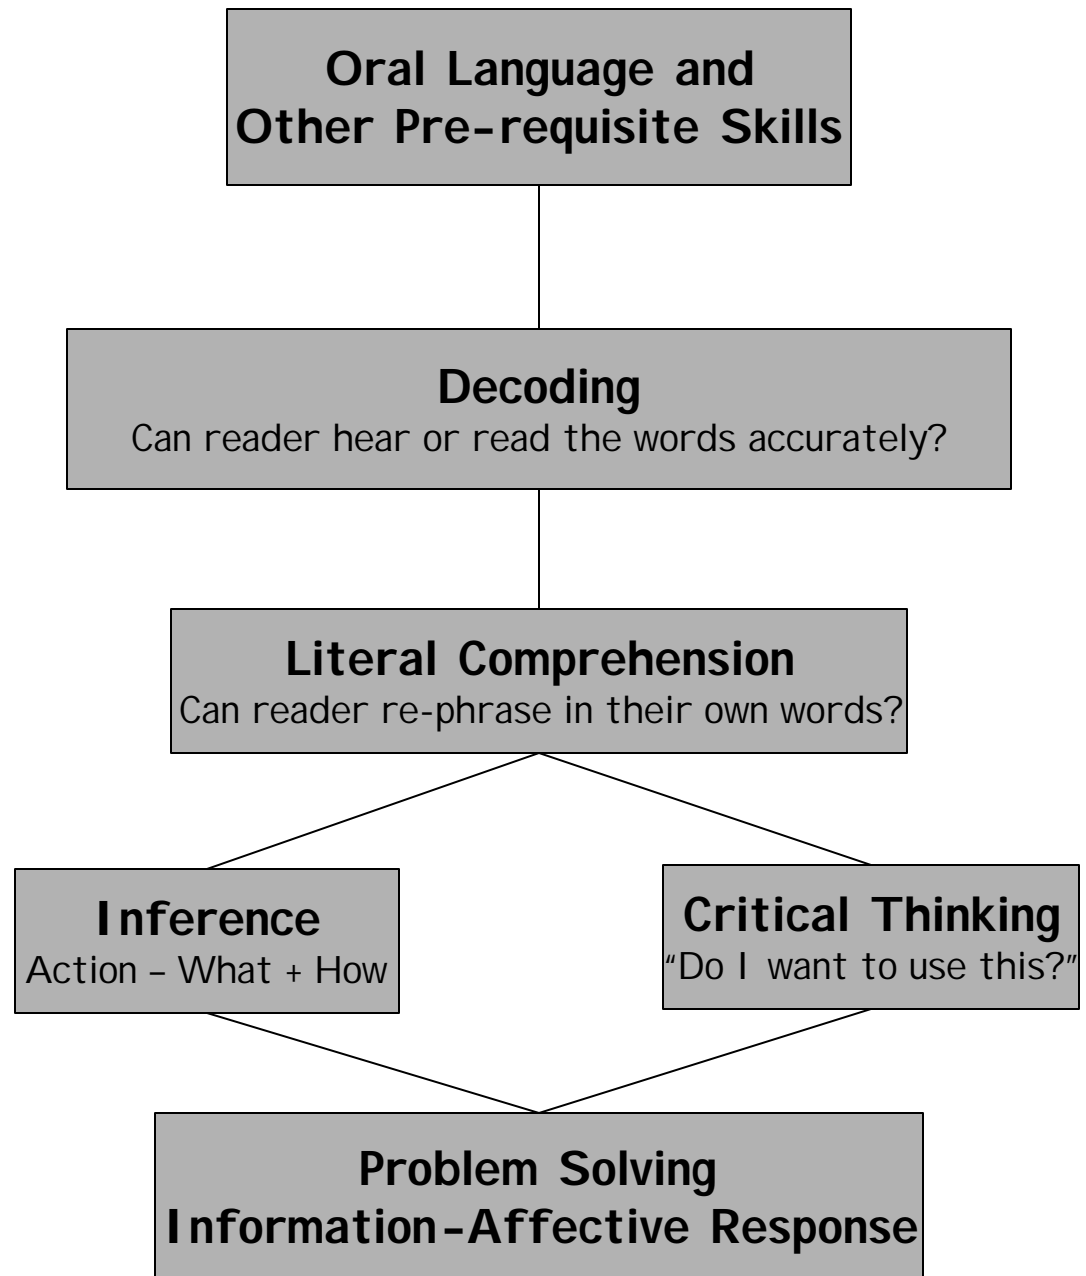 Oral Language and
Other Pre-requisite Skills
Decoding
Can reader hear or read the words accurately?
Literal Comprehension
Can reader re-phrase in their own words?
Inference
Action – What + How
Critical Thinking
“Do I want to use this?”
Problem Solving
Information-Affective Response